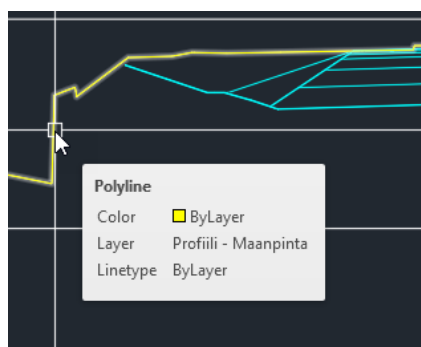 Polyline
Color ByLayer
Layer Profiili - Maanpinta
Linetype ByLayer